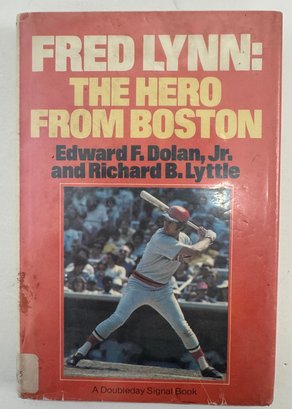 FRED LYNN:
THE HERO
FROM BOSTON
Edward F. Dolan, Jr.
and Richard B. Lyttle
A Doubleday Signal Book